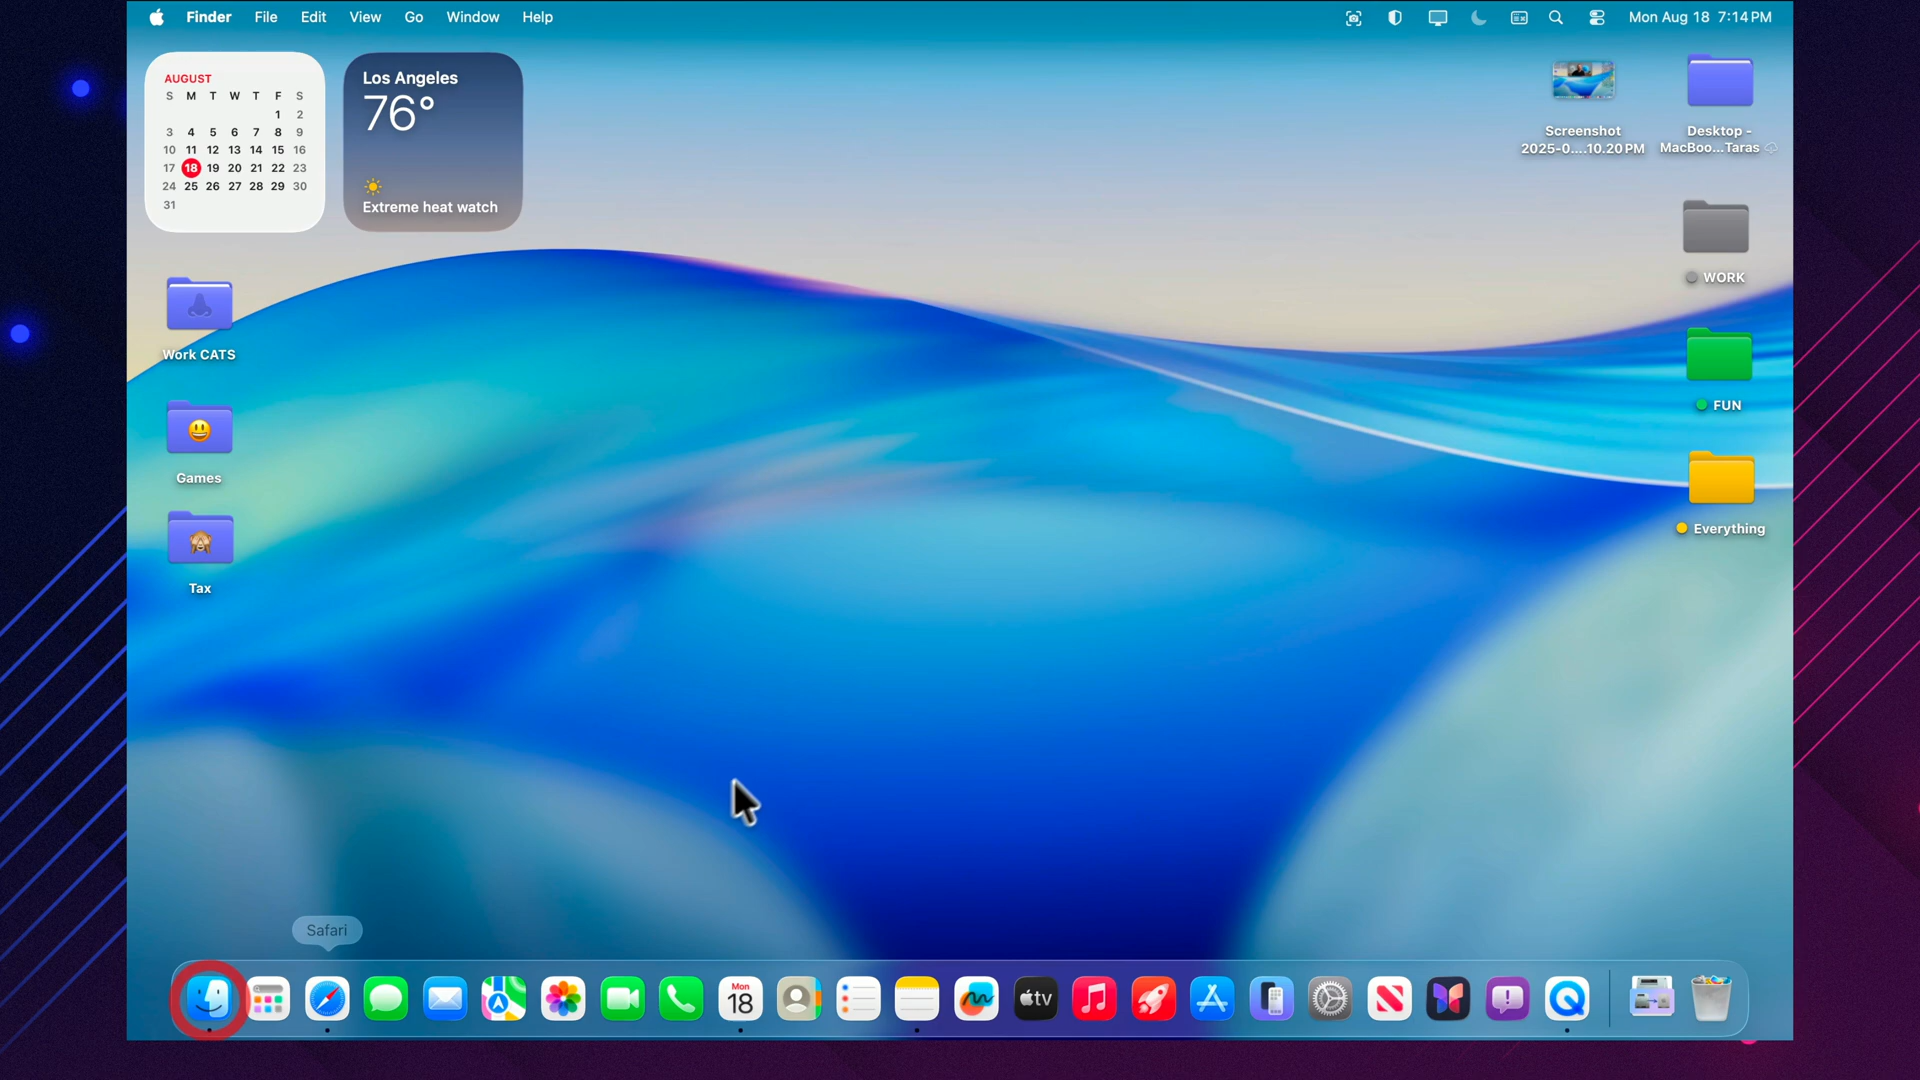 Finder File Edit View Go Window Help
Mon Aug 18 7:14 PM
AUGUST
S M T W T F S
1 2
3 4 5 6 7 8 9
10 11 12 13 14 15 16
17 18 19 20 21 22 23
24 25 26 27 28 29 30
31
Los Angeles
76°
Extreme heat watch
Screenshot
2025-0....10.20 PM
Desktop -
MacBoo...Taras
WORK
FUN
Everything
Work CATS
Games
Tax
Safari
Mon
18
tv